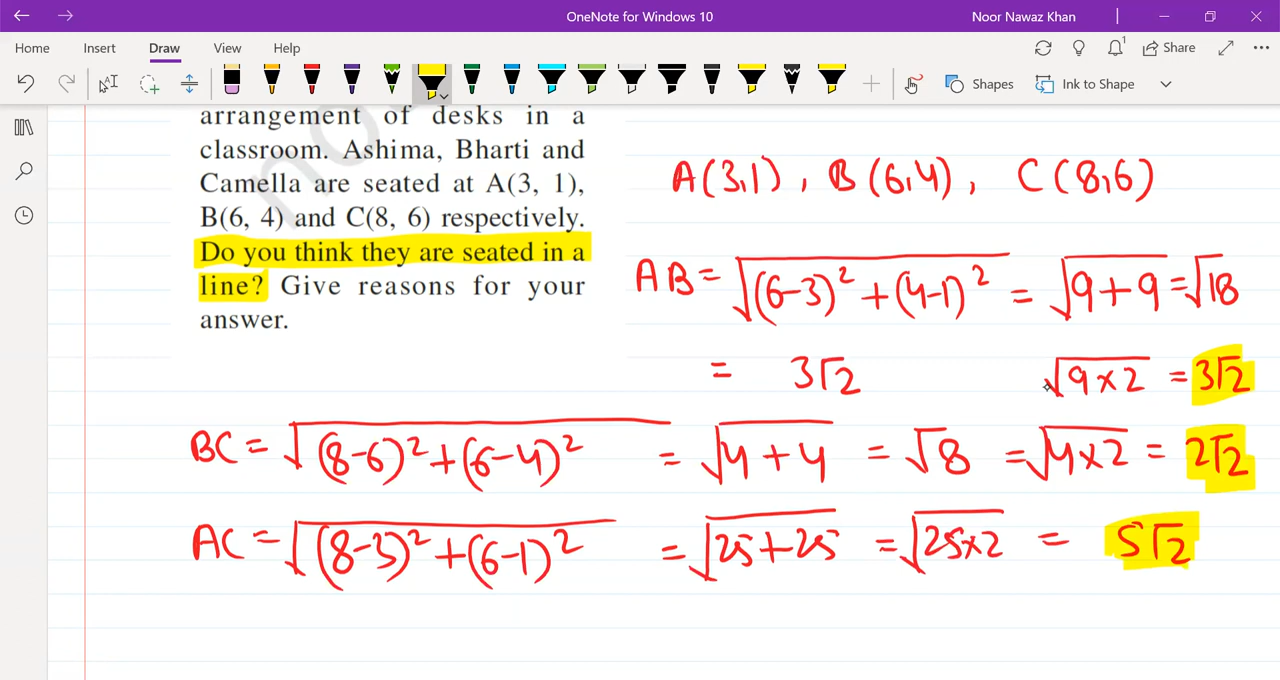 OneNote for Windows 10
Noor Nawaz Khan
Home Insert Draw View Help
1
Share
Shapes
Ink to Shape
no
arrangement of desks in a
classroom. Ashima, Bharti and
Camella are seated at A(3, 1),
B(6, 4) and C(8, 6) respectively.
Do you think they are seated in a
line? Give reasons for your
answer.
A(3,1), B(6,4), C(8,6)
AB = √(6-3)² + (4-1)² = √9+9 = √18
= 3√2 √9×2 = 3√2
BC = √(8-6)² + (6-4)² = √4+4 = √8 = √4×2 = 2√2
AC = √(8-3)² + (6-1)² = √25+25 = √25×2 = 5√2